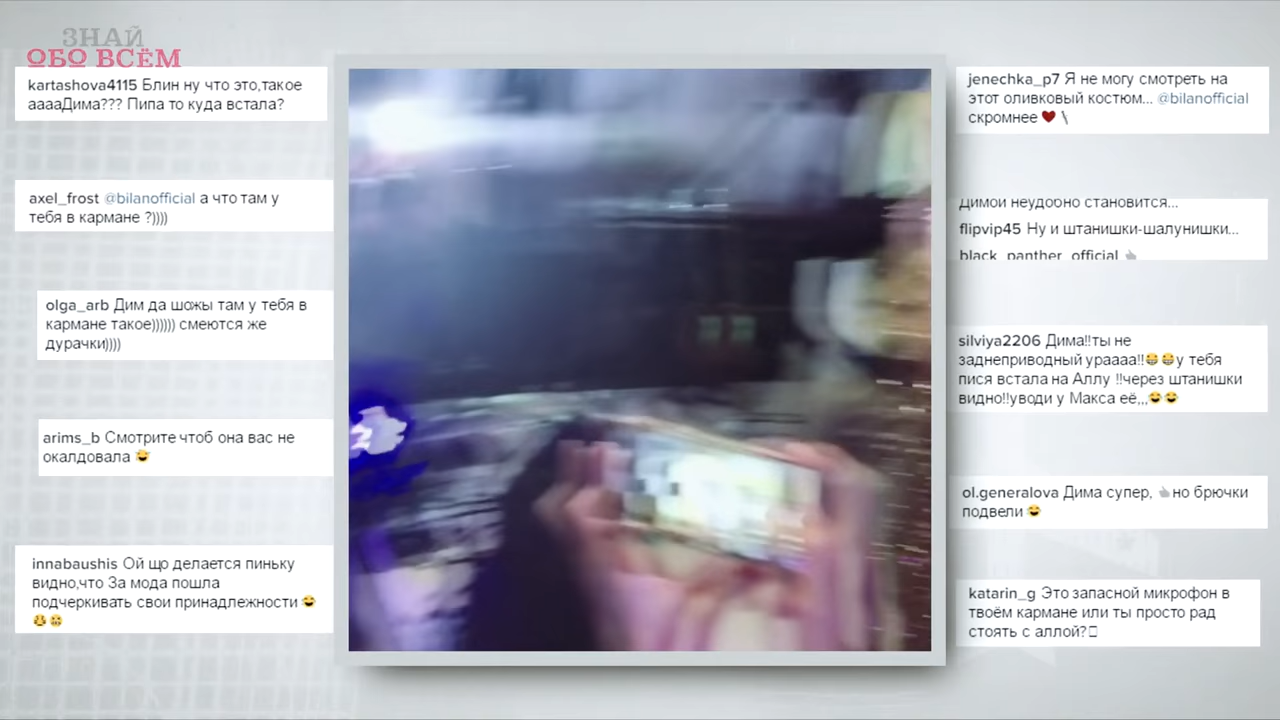 ЗНАЙ
ОБО ВСЁМ
kartashova4115 Блин ну что это,такое
ааааДима??? Пипа то куда встала?
axel_frost @bilanofficial а что там у
тебя в кармане ?))))
olga_arb Дим да шожы там у тебя в
кармане такое)))))) смеются же
дурачки))))
arims_b Смотрите чтоб она вас не
окалдовала 😅
innabaushis Ой що делается пиньку
видно,что За мода пошла
подчеркивать свои принадлежности 😂
jenechka_p7 Я не могу смотреть на
этот оливковый костюм... @bilanofficial
скромнее ❤ \
Димой неудобно становится...
flipvip45 Ну и штанишки-шалунишки...
black_panther_official 👍
silviya2206 Дима!!ты не
заднеприводный ураааа!!😂😂у тебя
пися встала на Аллу !!через штанишки
видно!!уводи у Макса её,,,😂😂
ol.generalova Дима супер, 👍но брючки
подвели 😂
katarin_g Это запасной микрофон в
твоём кармане или ты просто рад
стоять с аллой?
2